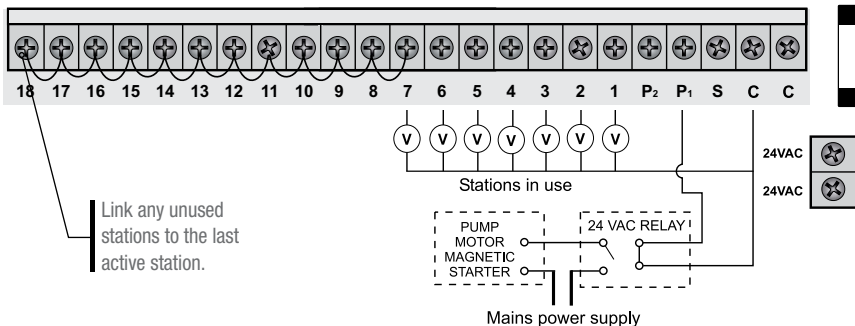 18 17 16 15 14 13 12 11 10 9 8 7 6 5 4 3 2 1 P2 P1 S C C
V V V V V V V
24VAC
24VAC
Stations in use
Link any unused
stations to the last
active station.
PUMP
MOTOR
MAGNETIC
STARTER
24 VAC RELAY
Mains power supply